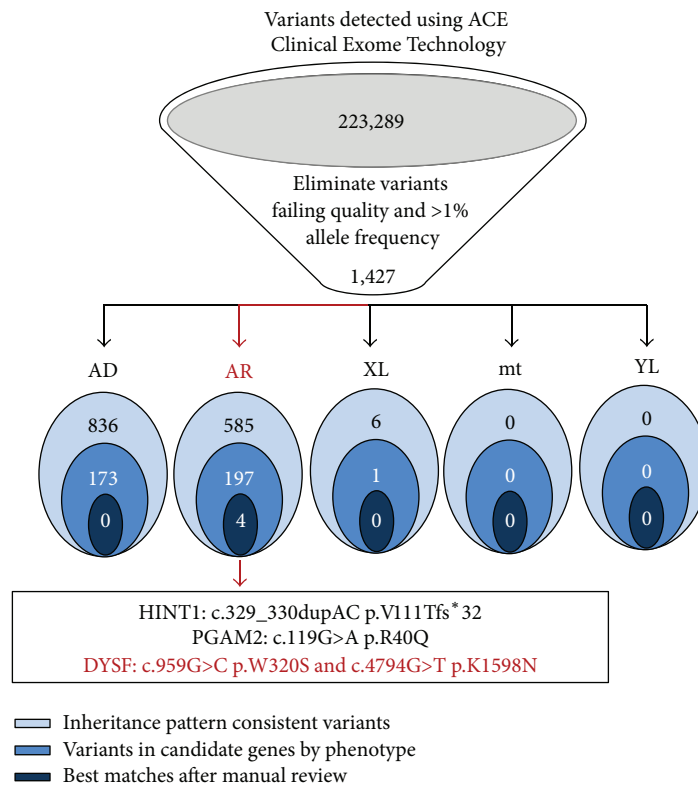 Variants detected using ACE
Clinical Exome Technology
223,289
Eliminate variants
failing quality and >1%
allele frequency
1,427
AD AR XL mt YL
836 585 6 0 0
173 197 1 0 0
0 4 0 0 0
HINT1: c.329_330dupAC p.V111Tfs*32
PGAM2: c.119G>A p.R40Q
DYSF: c.959G>C p.W320S and c.4794G>T p.K1598N
Inheritance pattern consistent variants
Variants in candidate genes by phenotype
Best matches after manual review